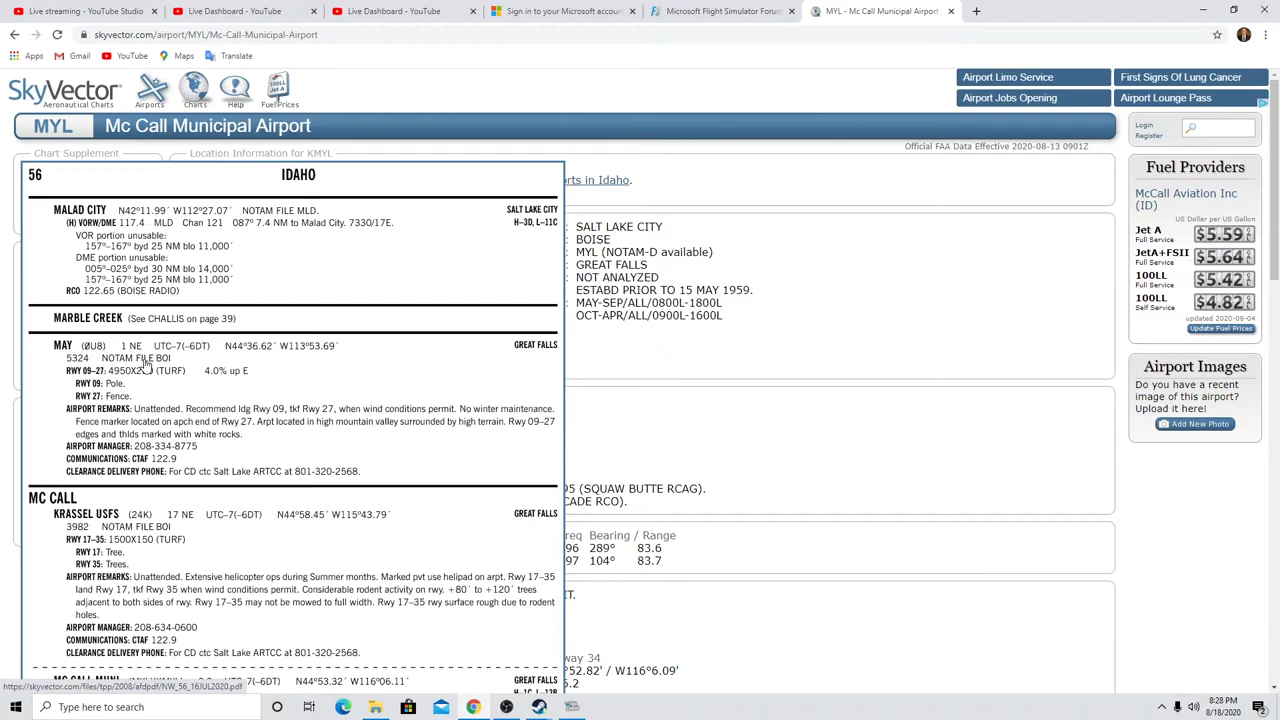 Live streaming - YouTube Studio
Live Dashboard - YouTube
Live Dashboard - YouTube
Sign in to your Microsoft accoun
Microsoft Flight Simulator Forum
MYL - Mc Call Municipal Airport
skyvector.com/airport/MYL/Mc-Call-Municipal-Airport
Apps Gmail YouTube Maps Translate
SkyVector
Aeronautical Charts
Airports Charts Help Fuel Prices
100LL
Jet A
Airport Limo Service
First Signs Of Lung Cancer
Airport Jobs Opening
Airport Lounge Pass
MYL Mc Call Municipal Airport
Login
Register
Official FAA Data Effective 2020-08-13 0901Z
Chart Supplement
Location Information for KMYL
56 IDAHO
MALAD CITY N42°11.99´ W112°27.07´ NOTAM FILE MLD. SALT LAKE CITY
(H) VORW/DME 117.4 MLD Chan 121 087° 7.4 NM to Malad City. 7330/17E. H-3D, L-11C
VOR portion unusable:
157°-167° byd 25 NM blo 11,000´
DME portion unusable:
005°-025° byd 30 NM blo 14,000´
157°-167° byd 25 NM blo 11,000´
RCO 122.65 (BOISE RADIO)
MARBLE CREEK (See CHALLIS on page 39)
MAY (ØU8) 1 NE UTC-7(-6DT) N44°36.62´ W113°53.69´ GREAT FALLS
5324 NOTAM FILE BOI
RWY 09-27: 4950X2 (TURF) 4.0% up E
RWY 09: Pole.
RWY 27: Fence.
AIRPORT REMARKS: Unattended. Recommend ldg Rwy 09, tkf Rwy 27, when wind conditions permit. No winter maintenance.
Fence marker located on apch end of Rwy 27. Arpt located in high mountain valley surrounded by high terrain. Rwy 09-27
edges and thlds marked with white rocks.
AIRPORT MANAGER: 208-334-8775
COMMUNICATIONS: CTAF 122.9
CLEARANCE DELIVERY PHONE: For CD ctc Salt Lake ARTCC at 801-320-2568.
MC CALL
KRASSEL USFS (24K) 17 NE UTC-7(-6DT) N44°58.45´ W115°43.79´ GREAT FALLS
3982 NOTAM FILE BOI
RWY 17-35: 1500X150 (TURF)
RWY 17: Tree.
RWY 35: Trees.
AIRPORT REMARKS: Unattended. Extensive helicopter ops during Summer months. Marked pvt use helipad on arpt. Rwy 17-35
land Rwy 17, tkf Rwy 35 when wind conditions permit. Considerable rodent activity on rwy. +80´ to +120´ trees
adjacent to both sides of rwy. Rwy 17-35 may not be mowed to full width. Rwy 17-35 rwy surface rough due to rodent
holes.
AIRPORT MANAGER: 208-634-0600
COMMUNICATIONS: CTAF 122.9
CLEARANCE DELIVERY PHONE: For CD ctc Salt Lake ARTCC at 801-320-2568.
UTC-7(-6DT) N44°53.32´ W116°06.11´ GREAT FALLS
orts in Idaho.
: SALT LAKE CITY
: BOISE
: MYL (NOTAM-D available)
: GREAT FALLS
: NOT ANALYZED
: ESTABD PRIOR TO 15 MAY 1959.
: MAY-SEP/ALL/0800L-1800L
: OCT-APR/ALL/0900L-1600L
95 (SQUAW BUTTE RCAG).
CADE RCO).
req Bearing / Range
96 289° 83.6
97 104° 83.7
T.
way 34
°52.82' / W116°6.09'
6.2
Fuel Providers
McCall Aviation Inc
(ID)
US Dollar per US Gallon
Jet A
Full Service
$5.59
JetA+FSII
Full Service
$5.64
100LL
Full Service
$5.42
100LL
Self Service
$4.82
updated 2020-08-04
Update Fuel Prices
Airport Images
Do you have a recent
image of this airport?
Upload it here!
Add New Photo
https://skyvector.com/files/tpp/2008/afdpdf/NW_56_16JUL2020.pdf
Type here to search
8:28 PM
8/18/2020
2